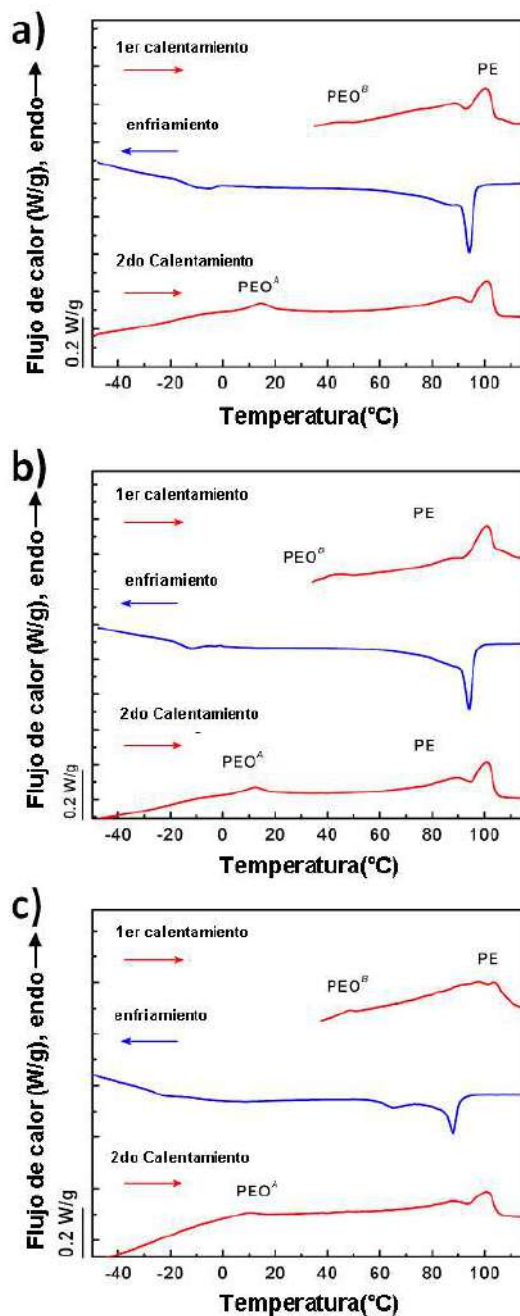 a)
Flujo de calor (W/g), endo
1er calentamiento
PEO^B
PE
enfriamiento
2do Calentamiento
PEO^A
0.2 W/g
-40 -20 0 20 40 60 80 100
Temperatura(°C)
b)
Flujo de calor (W/g), endo
1er calentamiento
PE
PEO^B
enfriamiento
2do Calentamiento
PEO^A
PE
0.2 W/g
-40 -20 0 20 40 60 80 100
Temperatura(°C)
c)
Flujo de calor (W/g), endo
1er calentamiento
PE
PEO^B
enfriamiento
2do Calentamiento
PEO^A
0.2 W/g
-40 -20 0 20 40 60 80 100
Temperatura(°C)